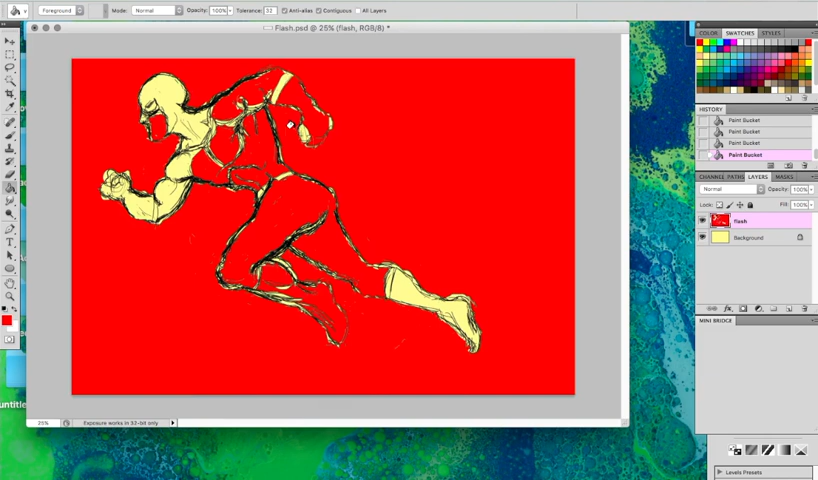 Mode: Normal Opacity: 100% Tolerance: 32 Anti-alias Contiguous All Layers
Foreground
Flash.psd @ 25% (flash, RGB/8) *
COLOR SWATCHES STYLES
HISTORY
Paint Bucket
Paint Bucket
Paint Bucket
Paint Bucket
CHANNEL PATHS LAYERS MASKS
Normal Opacity: 100%
Lock: Fill: 100%
flash
Background
MINI BRIDGE
untitle
25% Exposure works in 32-bit only
Levels Presets